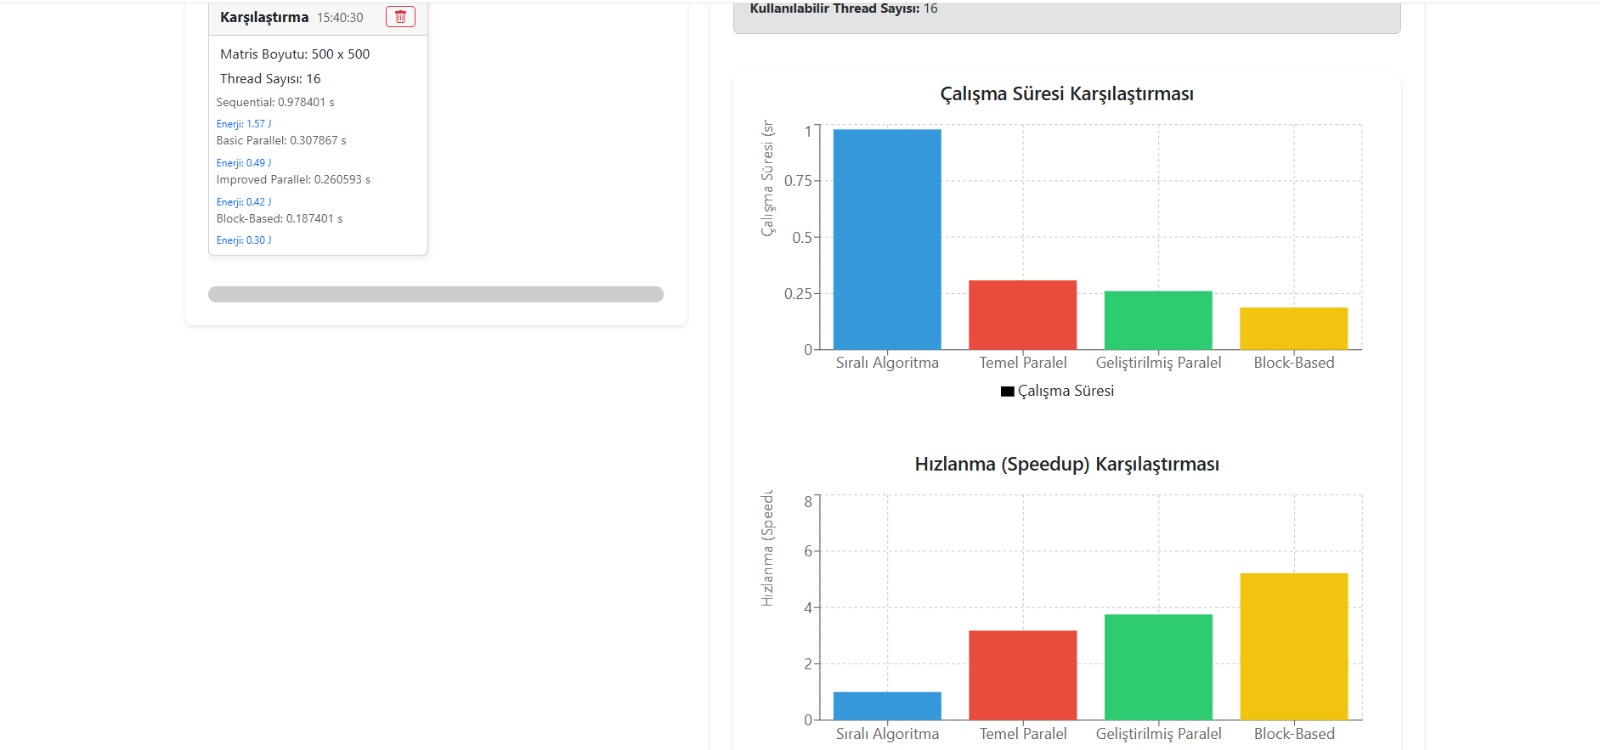 Karşılaştırma 15:40:30
Matris Boyutu: 500 x 500
Thread Sayısı: 16
Sequential: 0.978401 s
Enerji: 1.57 J
Basic Parallel: 0.307867 s
Enerji: 0.49 J
Improved Parallel: 0.260593 s
Enerji: 0.42 J
Block-Based: 0.187401 s
Enerji: 0.30 J
Kullanılabilir Thread Sayısı: 16
Çalışma Süresi Karşılaştırması
Çalışma Süresi (sr
1
0.75
0.5
0.25
0
Sıralı Algoritma Temel Paralel Geliştirilmiş Paralel Block-Based
Çalışma Süresi
Hızlanma (Speedup) Karşılaştırması
Hızlanma (Speedu
8
6
4
2
0
Sıralı Algoritma Temel Paralel Geliştirilmiş Paralel Block-Based